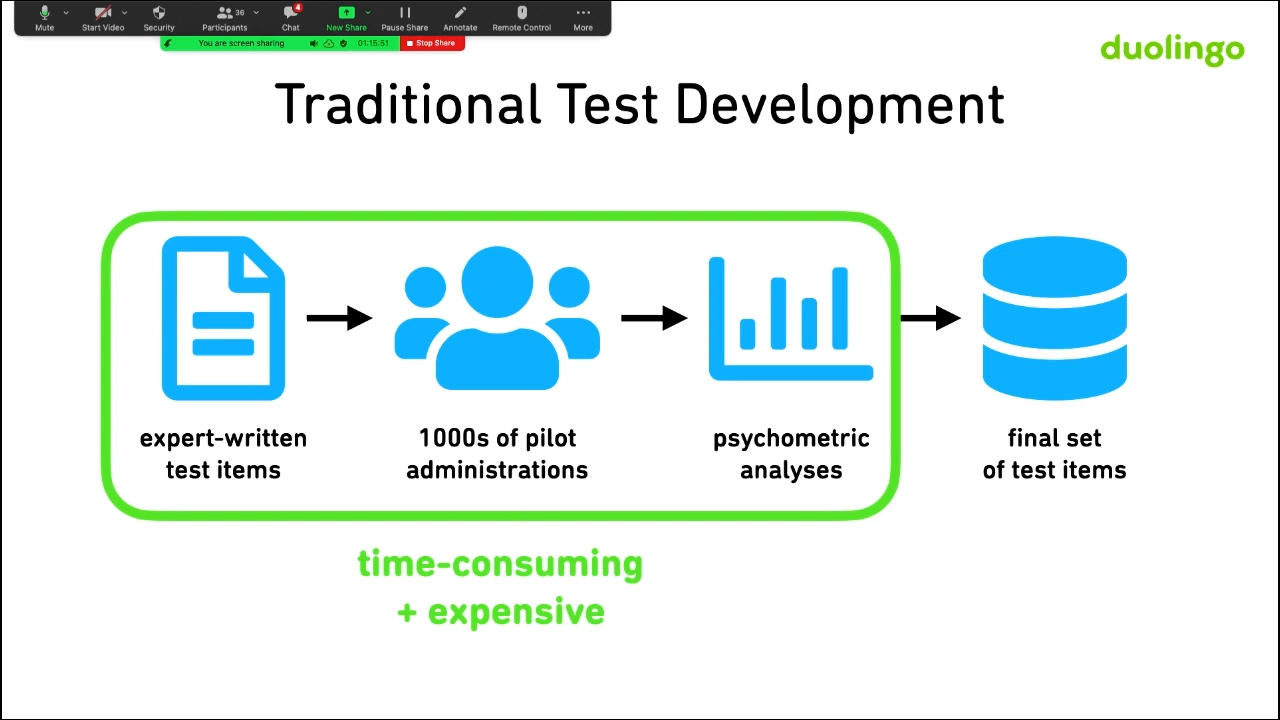 Mute
Start Video
Security
36
Participants
4
Chat
New Share
Pause Share
Annotate
Remote Control
More
You are screen sharing
01:15:51
Stop Share
duolingo
Traditional Test Development
expert-written
test items
1000s of pilot
administrations
psychometric
analyses
final set
of test items
time-consuming
+ expensive